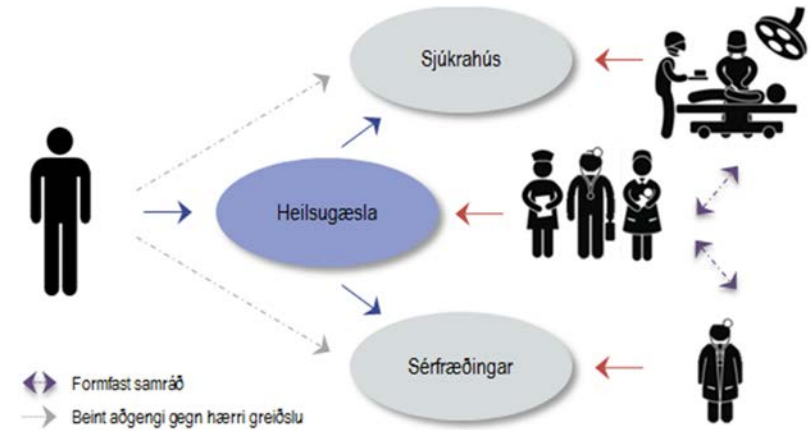 Sjúkrahús
Heilsugæsla
Sérfræðingar
Formfast samráð
Beint aðgengi gegn hærri greiðslu